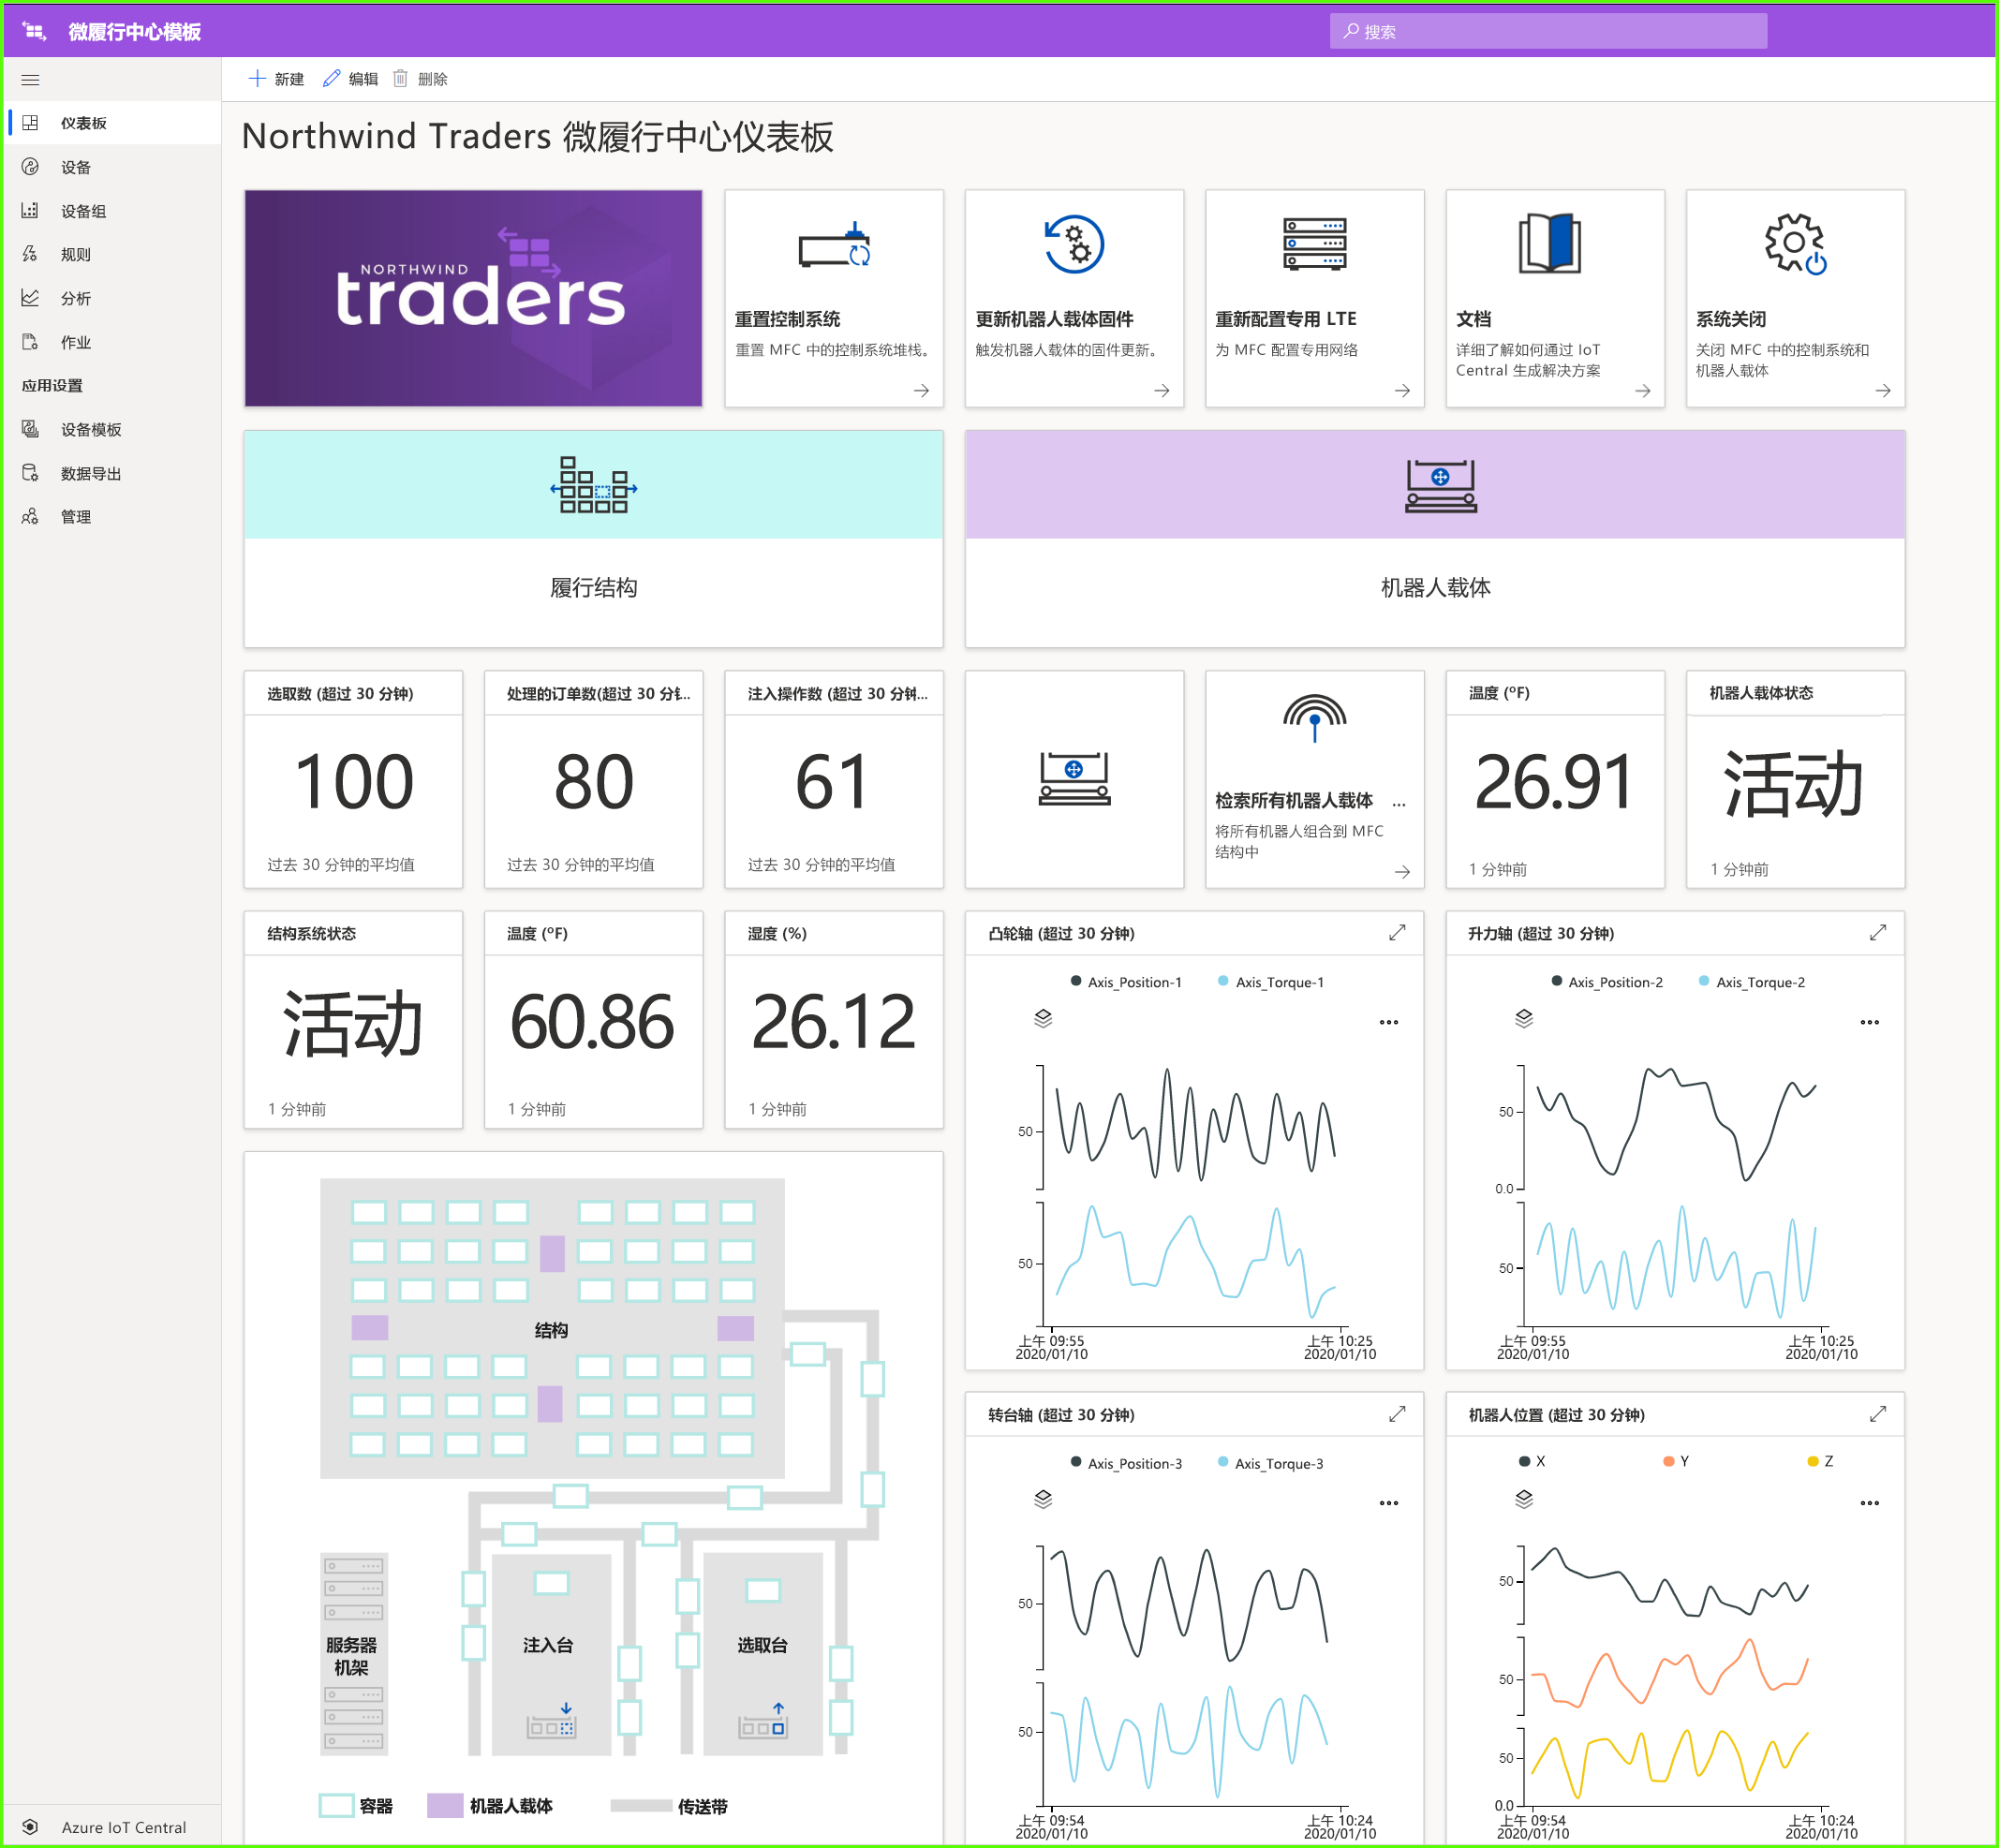 微履行中心模板
搜索
新建
编辑
删除
仪表板
设备
设备组
规则
分析
作业
应用设置
设备模板
数据导出
管理
Azure IoT Central
Northwind Traders 微履行中心仪表板
NORTHWIND
traders
重置控制系统
重置 MFC 中的控制系统堆栈。
更新机器人载体固件
触发机器人载体的固件更新。
重新配置专用 LTE
为 MFC 配置专用网络
文档
详细了解如何通过 IoT
Central 生成解决方案
系统关闭
关闭 MFC 中的控制系统和
机器人载体
履行结构
机器人载体
选取数 (超过 30 分钟)
100
过去 30 分钟的平均值
处理的订单数(超过 30 分钅...
80
过去 30 分钟的平均值
注入操作数 (超过 30 分钟...
61
过去 30 分钟的平均值
检索所有机器人载体 ...
将所有机器人组合到 MFC
结构中
温度 (ºF)
26.91
1 分钟前
机器人载体状态
活动
1 分钟前
结构系统状态
活动
1 分钟前
温度 (ºF)
60.86
1 分钟前
湿度 (%)
26.12
1 分钟前
凸轮轴 (超过 30 分钟)
Axis_Position-1 Axis_Torque-1
50
50
上午 09:55 上午 10:25
2020/01/10 2020/01/10
升力轴 (超过 30 分钟)
Axis_Position-2 Axis_Torque-2
50
0.0
50
上午 09:55 上午 10:25
2020/01/10 2020/01/10
结构
服务器
机架
注入台
选取台
容器
机器人载体
传送带
转台轴 (超过 30 分钟)
Axis_Position-3 Axis_Torque-3
50
50
上午 09:54 上午 10:24
2020/01/10 2020/01/10
机器人位置 (超过 30 分钟)
X Y Z
50
50
50
0.0
上午 09:54 上午 10:24
2020/01/10 2020/01/10